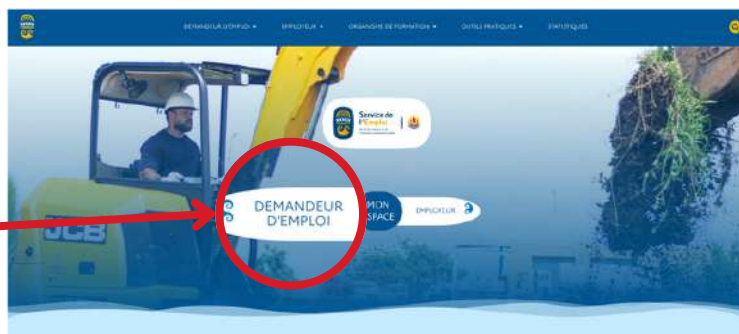 DEMANDEUR D'EMPLOI
EMPLOYEUR
ORGANISME DE FORMATION
OUTILS PRATIQUES
STATISTIQUES
Service de
l'Emploi
JCB
DEMANDEUR
D'EMPLOI
MON
ESPACE
EMPLOYEUR